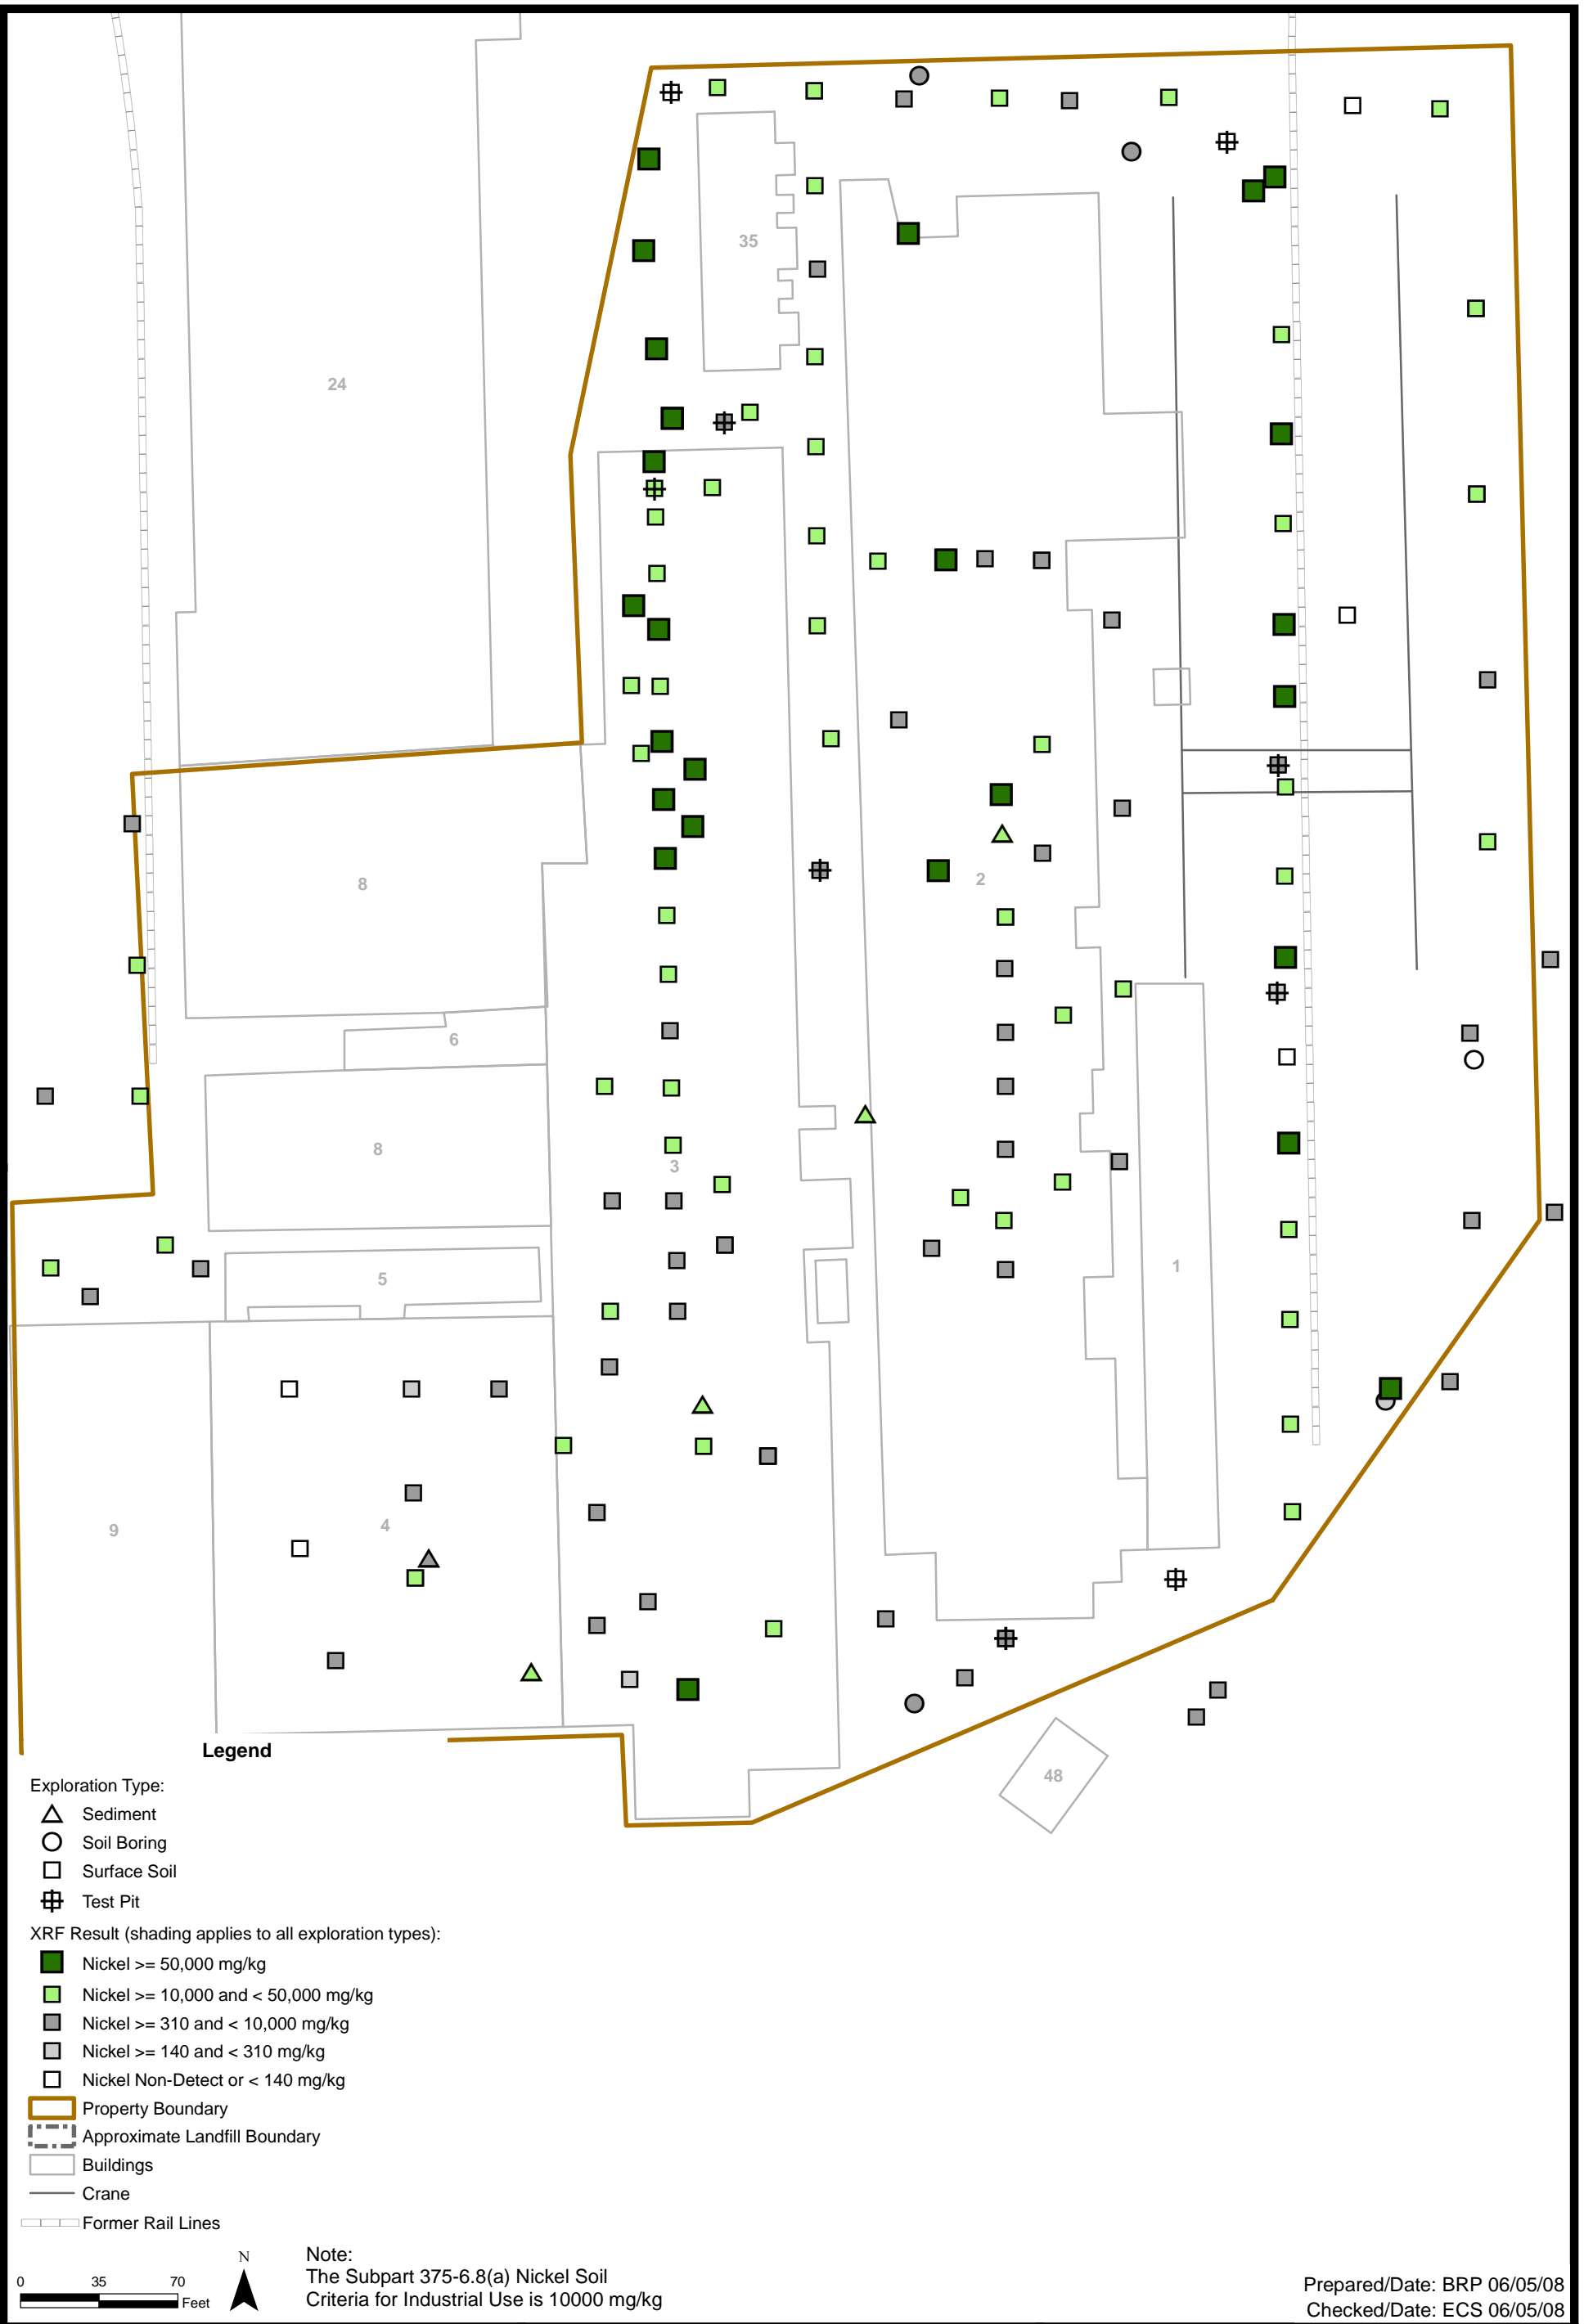 35
24
2
8
6
8
3
5
1
9
4
48
Legend
Exploration Type:
Sediment
Soil Boring
Surface Soil
Test Pit
XRF Result (shading applies to all exploration types):
Nickel >= 50,000 mg/kg
Nickel >= 10,000 and < 50,000 mg/kg
Nickel >= 310 and < 10,000 mg/kg
Nickel >= 140 and < 310 mg/kg
Nickel Non-Detect or < 140 mg/kg
Property Boundary
Approximate Landfill Boundary
Buildings
Crane
Former Rail Lines
0 35 70
Feet
N
Note:
The Subpart 375-6.8(a) Nickel Soil
Criteria for Industrial Use is 10000 mg/kg
Prepared/Date: BRP 06/05/08
Checked/Date: ECS 06/05/08